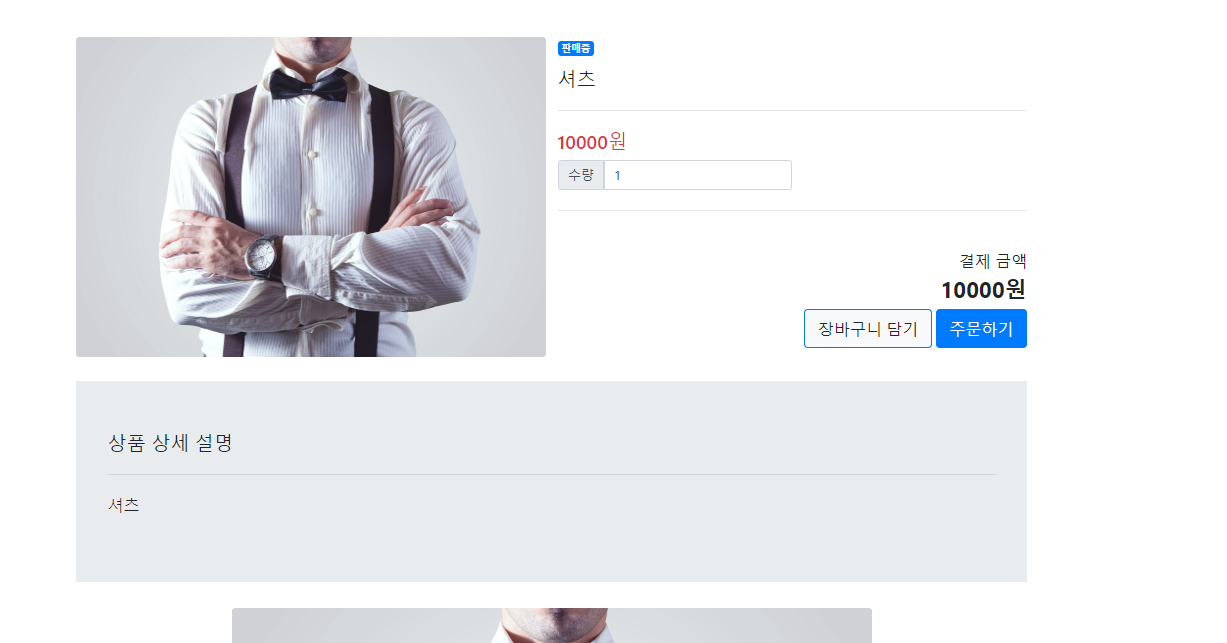 판매중
셔츠
10000원
수량 1
결제 금액
10000원
장바구니 담기 주문하기
상품 상세 설명
셔츠